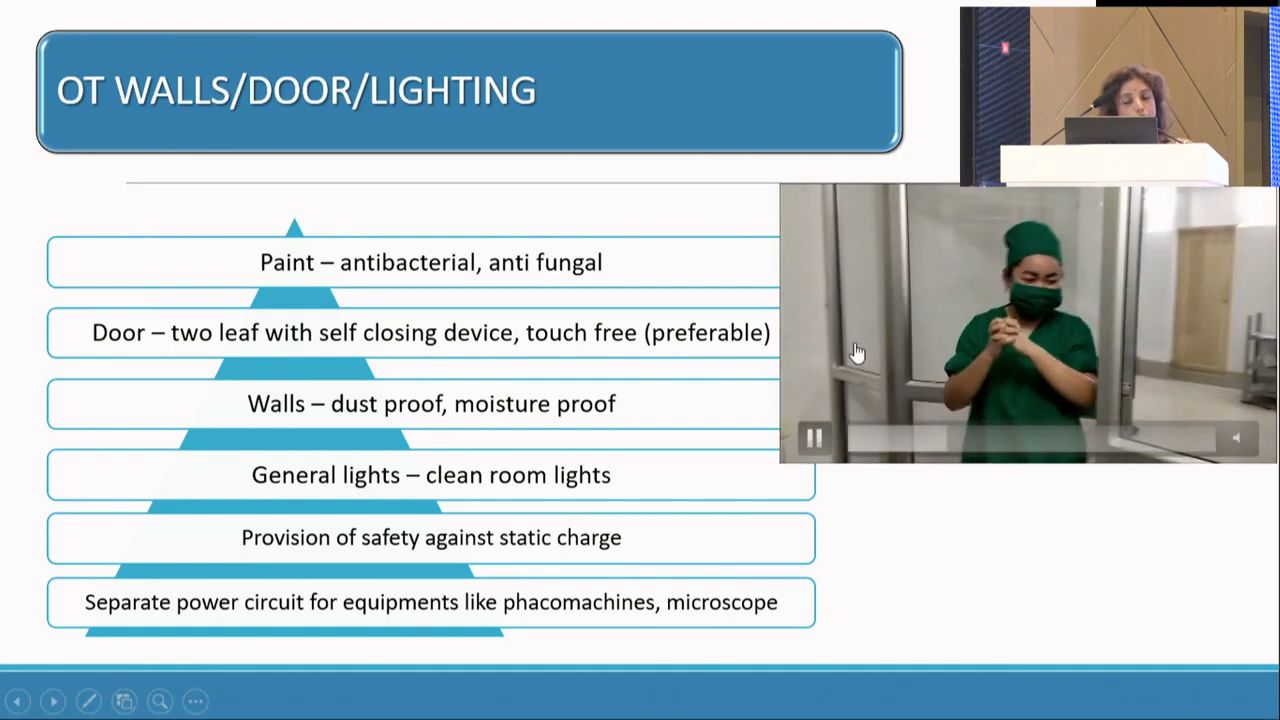 OT WALLS/DOOR/LIGHTING
Paint – antibacterial, anti fungal
Door – two leaf with self closing device, touch free (preferable)
Walls – dust proof, moisture proof
General lights – clean room lights
Provision of safety against static charge
Separate power circuit for equipments like phacomachines, microscope